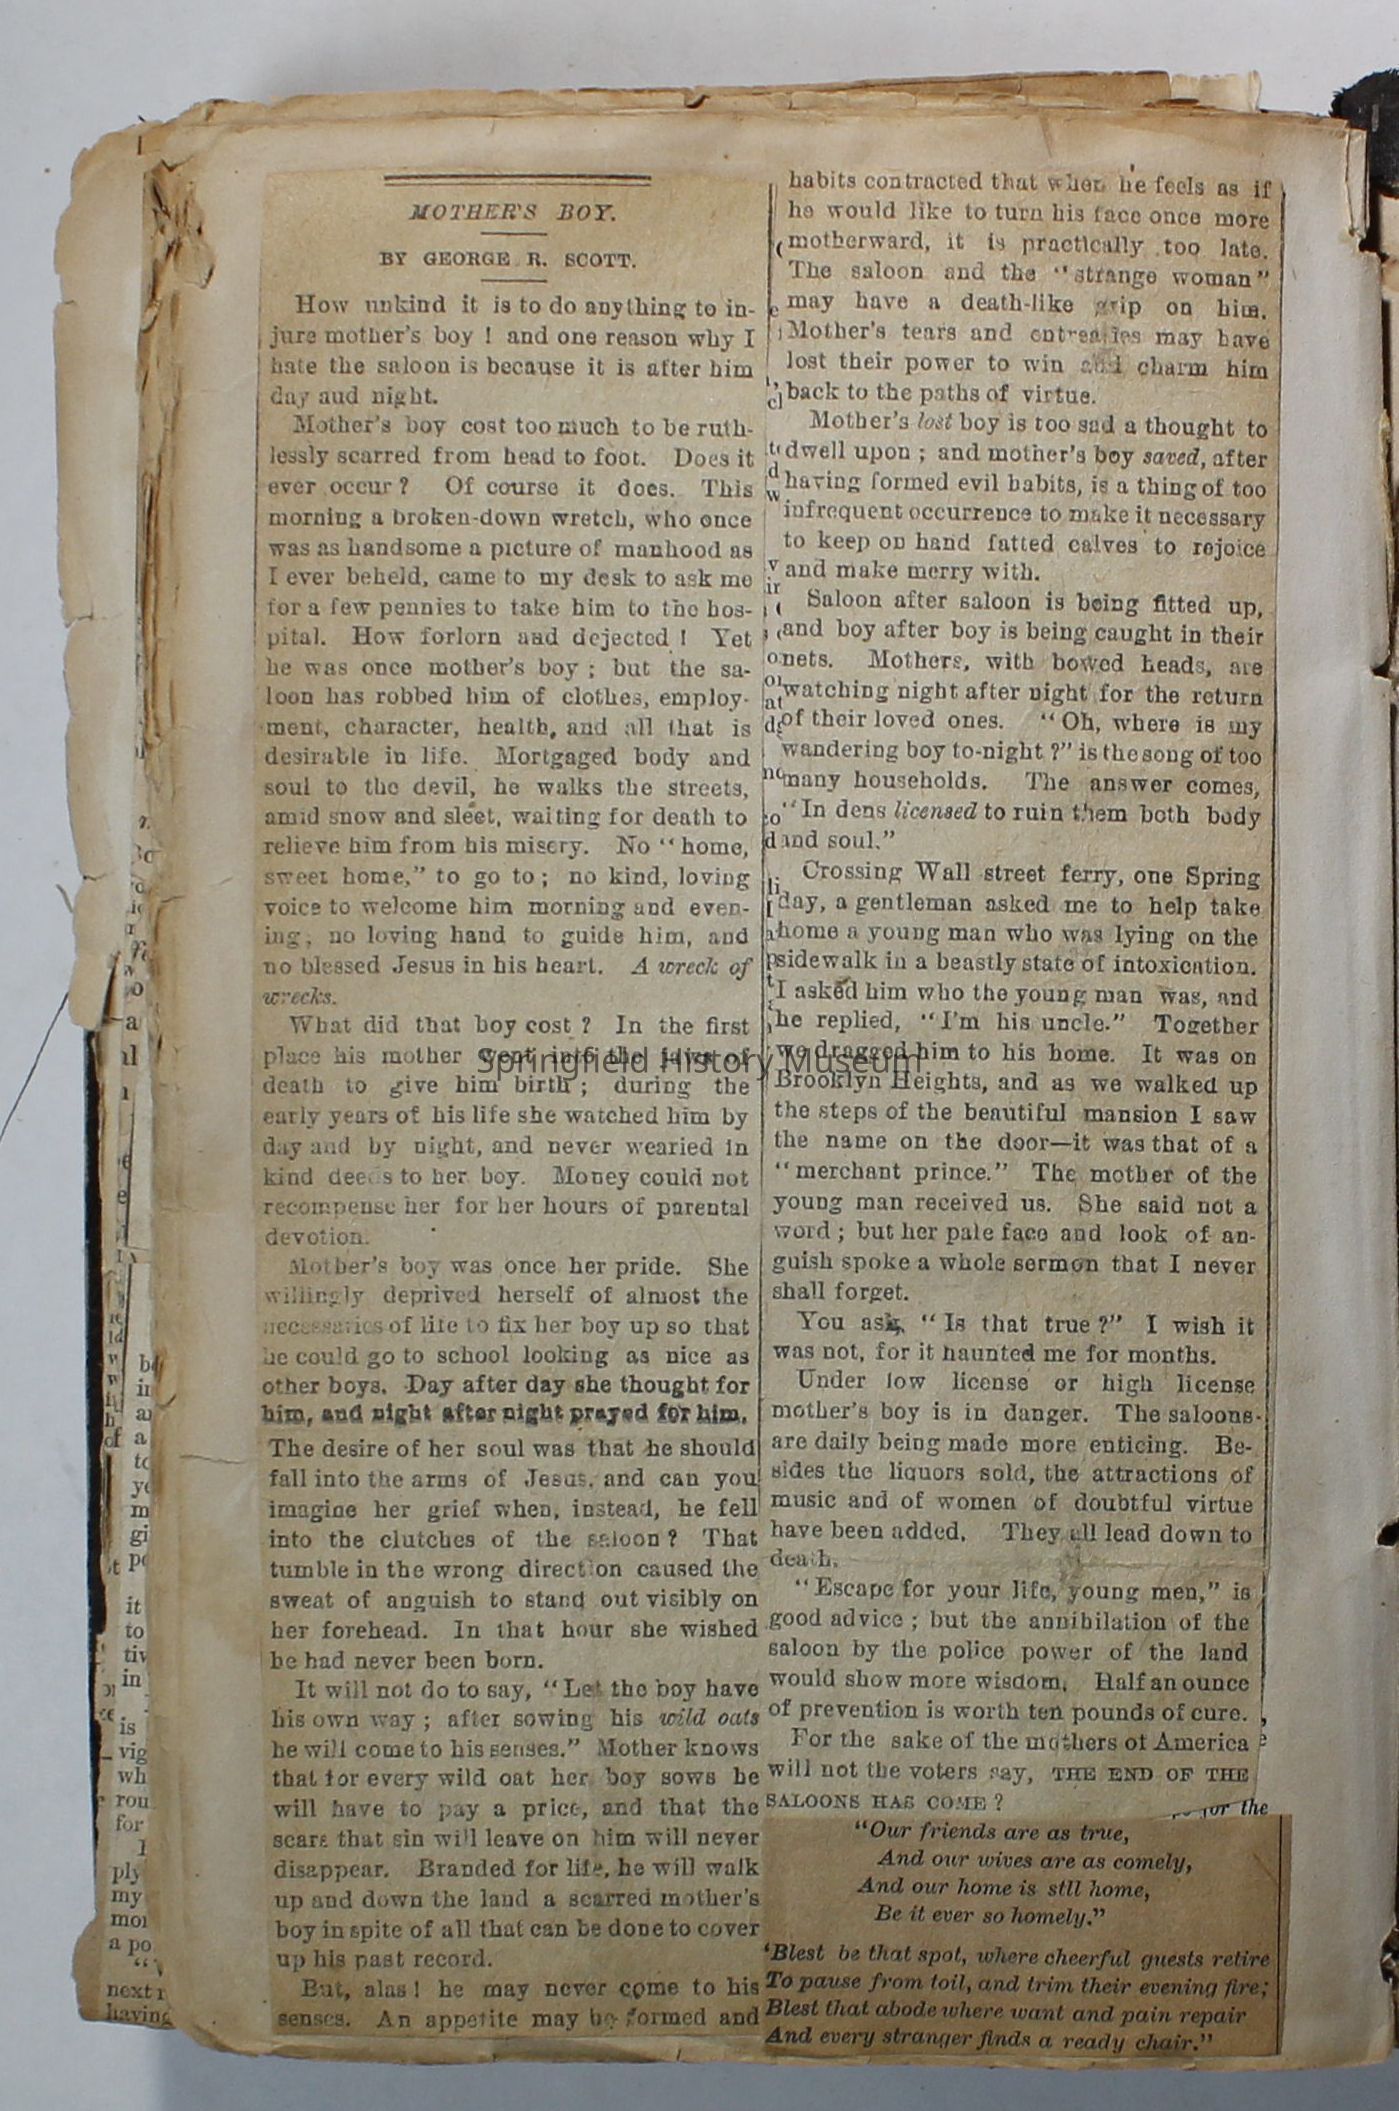 MOTHER'S BOY.
BY GEORGE R. SCOTT.
How unkind it is to do anything to in-
jure mother's boy ! and one reason why I
hate the saloon is because it is after him
day and night.
Mother's boy cost too much to be ruth-
lessly scarred from head to foot. Does it
ever occur ? Of course it does. This
morning a broken-down wretch, who once
was as handsome a picture of manhood as
I ever beheld, came to my desk to ask me
for a few pennies to take him to the hos-
pital. How forlorn and dejected ! Yet
he was once mother's boy ; but the sa-
loon has robbed him of clothes, employ-
ment, character, health, and all that is
desirable in life. Mortgaged body and
soul to the devil, he walks the streets,
amid snow and sleet, waiting for death to
relieve him from his misery. No "home,
sweet home," to go to ; no kind, loving
voice to welcome him morning and even-
ing, no loving hand to guide him, and
no blessed Jesus in his heart. A wreck of
wrecks.
What did that boy cost ? In the first
place his mother went into the jaws of
death to give him birth ; during the
early years of his life she watched him by
day and by night, and never wearied in
kind deeds to her boy. Money could not
recompense her for her hours of parental
devotion.
Mother's boy was once her pride. She
willingly deprived herself of almost the
necessaries of life to fix her boy up so that
he could go to school looking as nice as
other boys. Day after day she thought for
him, and night after night prayed for him.
The desire of her soul was that he should
fall into the arms of Jesus, and can you
imagine her grief when, instead, he fell
into the clutches of the saloon ? That
tumble in the wrong direction caused the
sweat of anguish to stand out visibly on
her forehead. In that hour she wished
he had never been born.
It will not do to say, "Let the boy have
his own way ; after sowing his wild oats
he will come to his senses." Mother knows
that for every wild oat her boy sows he
will have to pay a price, and that the
scars that sin will leave on him will never
disappear. Branded for life, he will walk
up and down the land a scarred mother's
boy in spite of all that can be done to cover
up his past record.
But, alas ! he may never come to his
senses. An appetite may be formed and
habits contracted that when he feels as if
he would like to turn his face once more
motherward, it is practically too late.
The saloon and the "strange woman"
may have a death-like grip on him.
Mother's tears and entreaties may have
lost their power to win and charm him
back to the paths of virtue.
Mother's lost boy is too sad a thought to
dwell upon ; and mother's boy saved, after
having formed evil habits, is a thing of too
infrequent occurrence to make it necessary
to keep on hand fatted calves to rejoice
and make merry with.
Saloon after saloon is being fitted up,
and boy after boy is being caught in their
nets. Mothers, with bowed heads, are
watching night after night for the return
of their loved ones. "Oh, where is my
wandering boy to-night ?" is the song of too
many households. The answer comes,
"In dens licensed to ruin them both body
and soul."
Crossing Wall street ferry, one Spring
day, a gentleman asked me to help take
home a young man who was lying on the
sidewalk in a beastly state of intoxication.
I asked him who the young man was, and
he replied, "I'm his uncle." Together
we dragged him to his home. It was on
Brooklyn Heights, and as we walked up
the steps of the beautiful mansion I saw
the name on the door—it was that of a
"merchant prince." The mother of the
young man received us. She said not a
word ; but her pale face and look of an-
guish spoke a whole sermon that I never
shall forget.
You ask, "Is that true ?" I wish it
was not, for it haunted me for months.
Under low license or high license
mother's boy is in danger. The saloons
are daily being made more enticing. Be-
sides the liquors sold, the attractions of
music and of women of doubtful virtue
have been added. They all lead down to
death.
"Escape for your life, young men," is
good advice ; but the annihilation of the
saloon by the police power of the land
would show more wisdom. Half an ounce
of prevention is worth ten pounds of cure.
For the sake of the mothers of America
will not the voters say, THE END OF THE
SALOONS HAS COME ?
for the
"Our friends are as true,
And our wives are as comely,
And our home is stll home,
Be it ever so homely."
'Blest be that spot, where cheerful guests retire
To pause from toil, and trim their evening fire;
Blest that abode where want and pain repair
And every stranger finds a ready chair."
Springfield History Museum